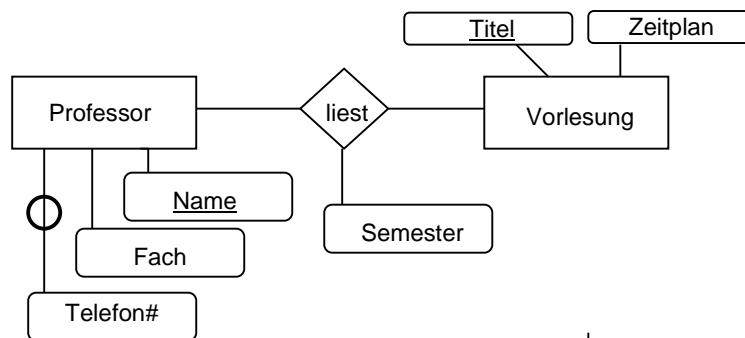 Titel
Zeitplan
Professor
liest
Vorlesung
Name
Semester
Fach
Telefon#